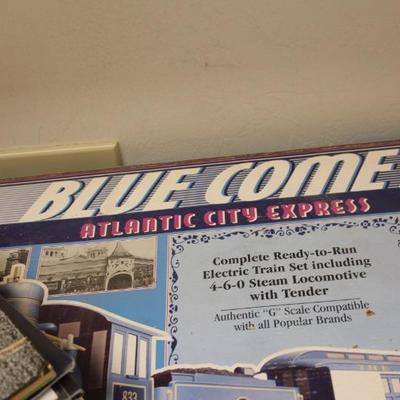 BLUE COME
ATLANTIC CITY EXPRESS
Complete Ready-to-Run
Electric Train Set including
4-6-0 Steam Locomotive
with Tender
Authentic "G" Scale Compatible
with all Popular Brands
833